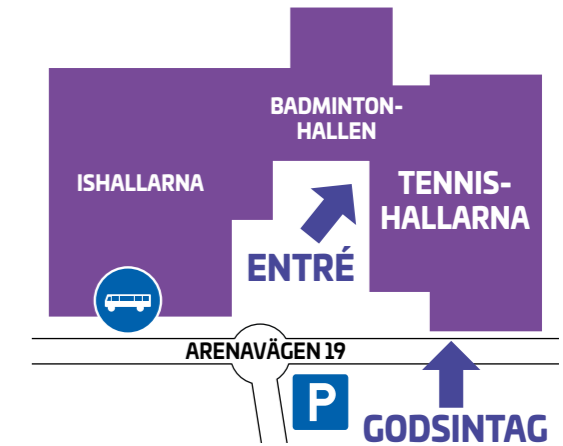 BADMINTON-
HALLEN
ISHALLARNA
TENNIS-
HALLARNA
ENTRÉ
ARENAVÄGEN 19
P
GODSINTAG